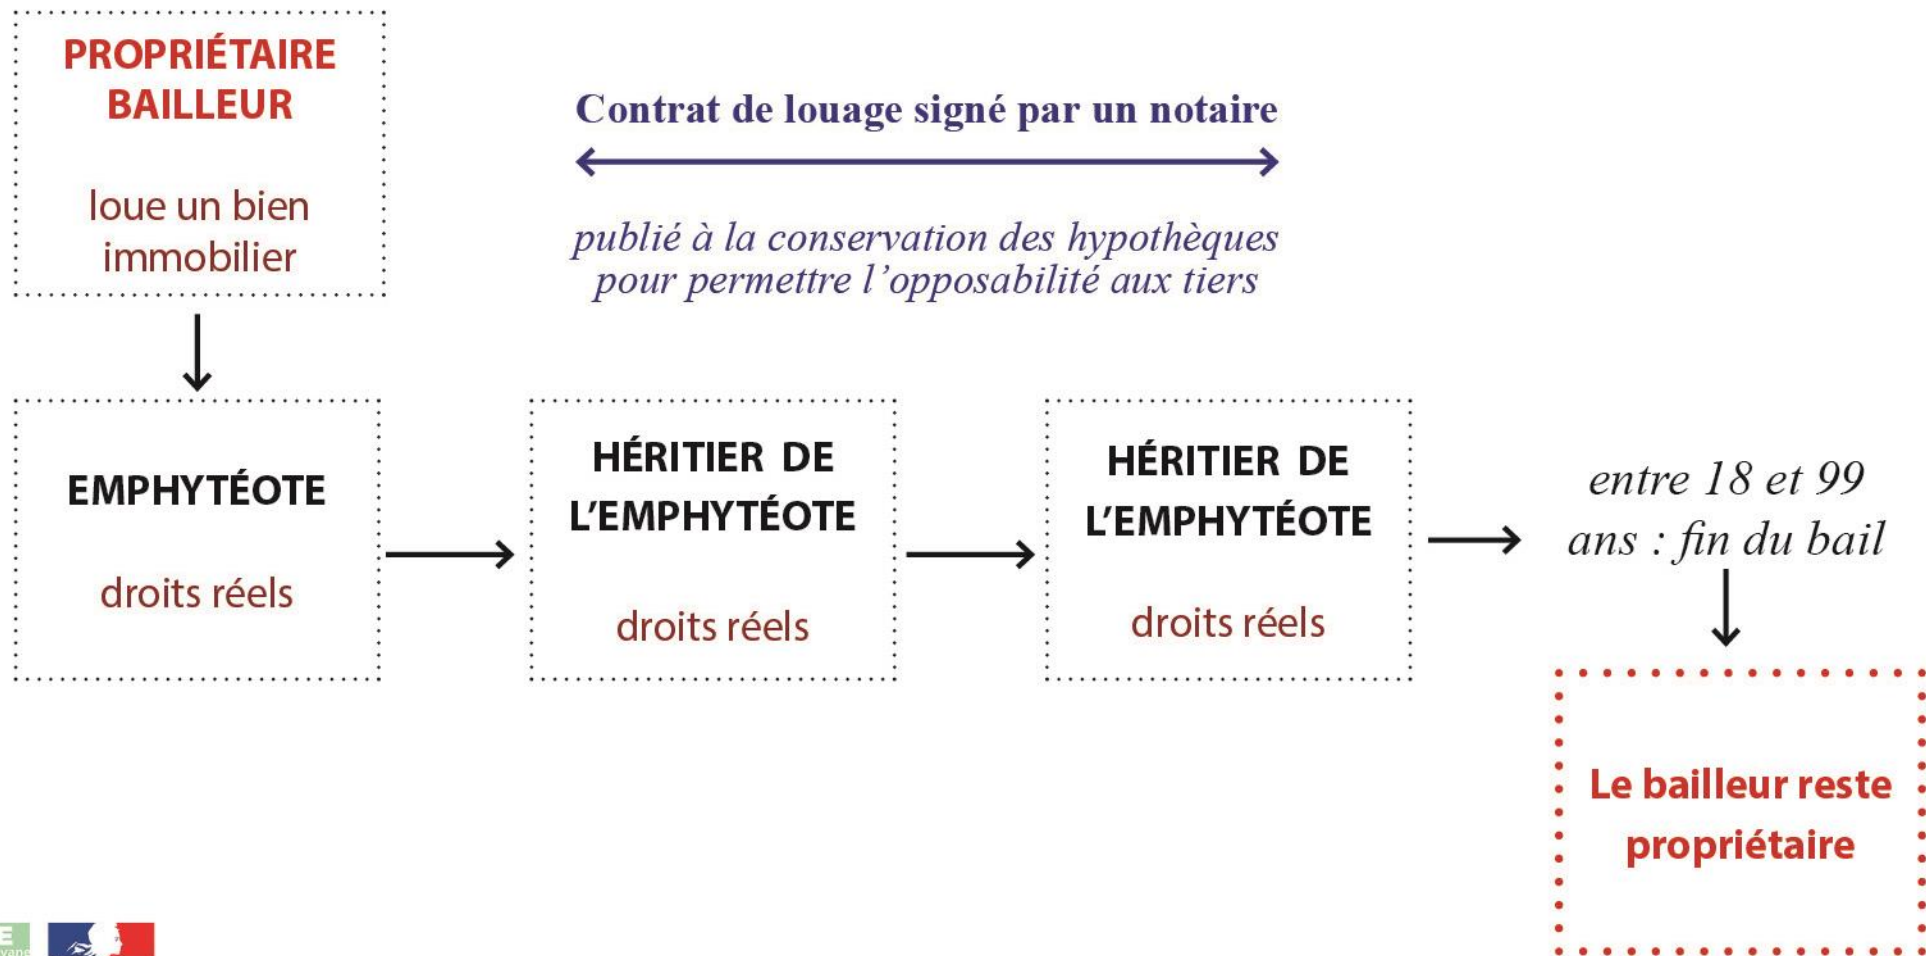 PROPRIÉTAIRE
BAILLEUR
loue un bien
immobilier
Contrat de louage signé par un notaire
publié à la conservation des hypothèques
pour permettre l’opposabilité aux tiers
EMPHYTÉOTE
droits réels
HÉRITIER DE
L’EMPHYTÉOTE
droits réels
HÉRITIER DE
L’EMPHYTÉOTE
droits réels
entre 18 et 99
ans : fin du bail
Le bailleur reste
propriétaire